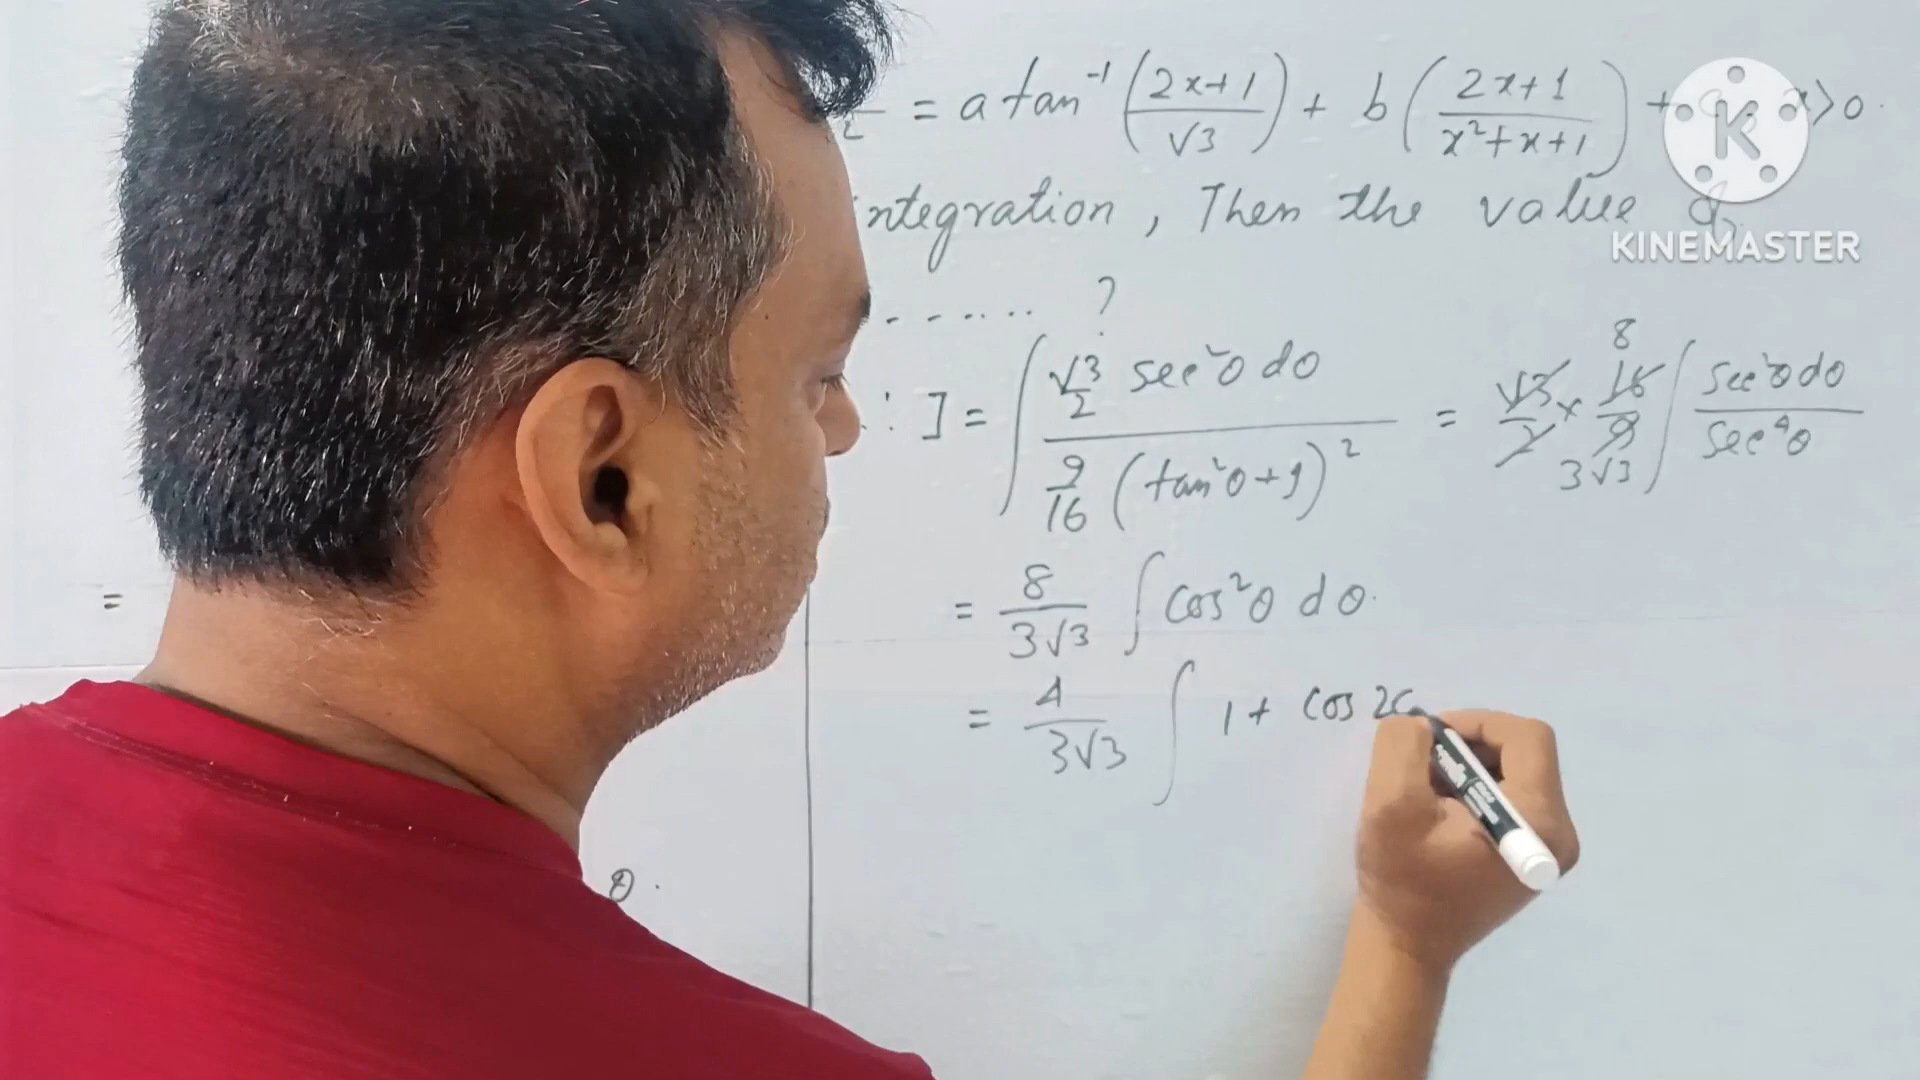 = a tan⁻¹ (2x+1 / √3) + b (2x+1 / x²+x+1) + x>0.
integration, Then the value of
K
KINEMASTER
- - - - - - ?
∴ I = ∫ (√3/2 sec²θ dθ) / (9/16 (tan²θ+1)²) = √3/2 × 16/9 ∫ sec²θdθ / sec⁴θ
8
3√3
=
= 8/3√3 ∫ cos²θ dθ.
= 4/3√3 ∫ 1 + cos 2